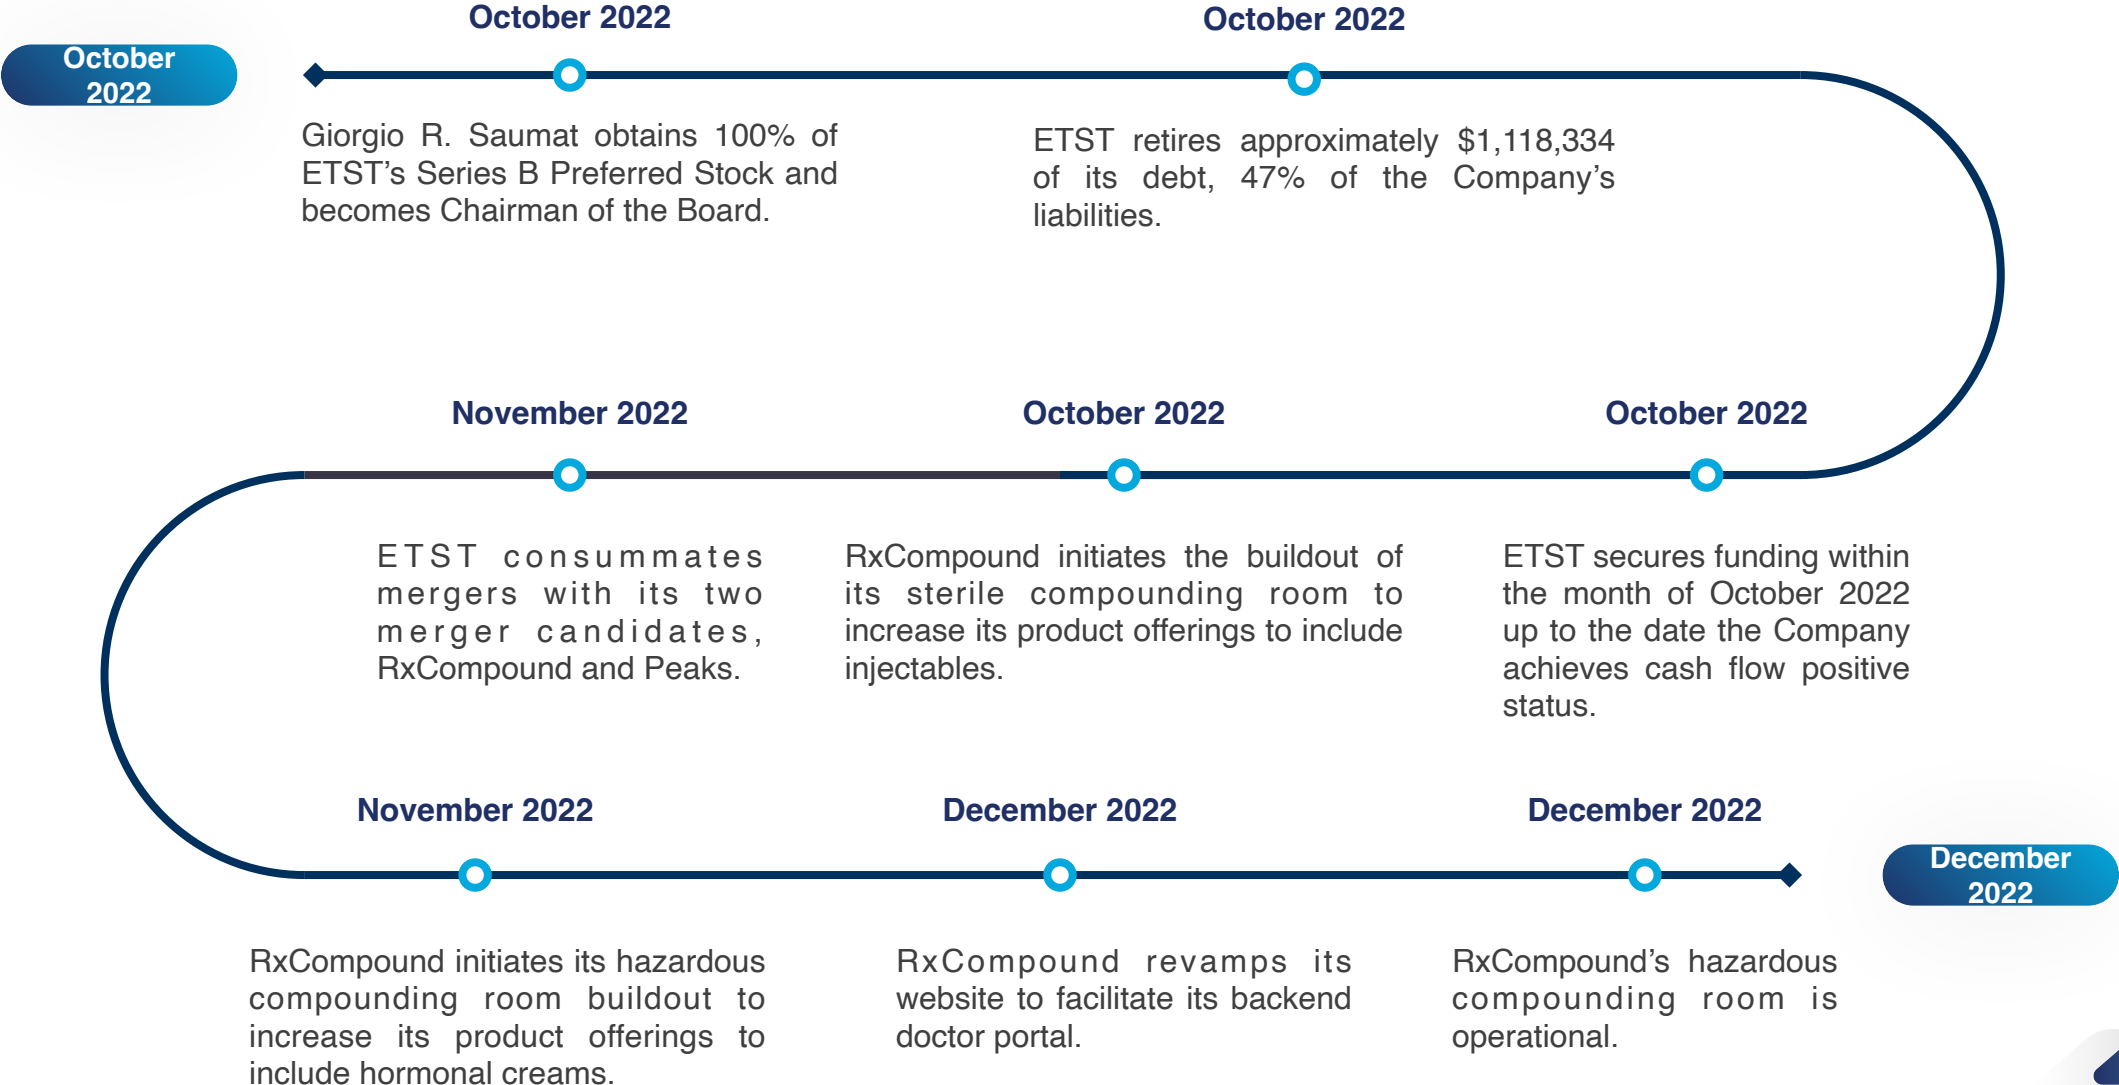 October
2022
October 2022
Giorgio R. Saumat obtains 100% of
ETST’s Series B Preferred Stock and
becomes Chairman of the Board.
October 2022
ETST retires approximately $1,118,334
of its debt, 47% of the Company’s
liabilities.
October 2022
ETST secures funding within
the month of October 2022
up to the date the Company
achieves cash flow positive
status.
October 2022
RxCompound initiates the buildout of
its sterile compounding room to
increase its product offerings to include
injectables.
November 2022
ETST consummates
mergers with its two
merger candidates,
RxCompound and Peaks.
November 2022
RxCompound initiates its hazardous
compounding room buildout to
increase its product offerings to
include hormonal creams.
December 2022
RxCompound revamps its
website to facilitate its backend
doctor portal.
December 2022
RxCompound’s hazardous
compounding room is
operational.
December
2022